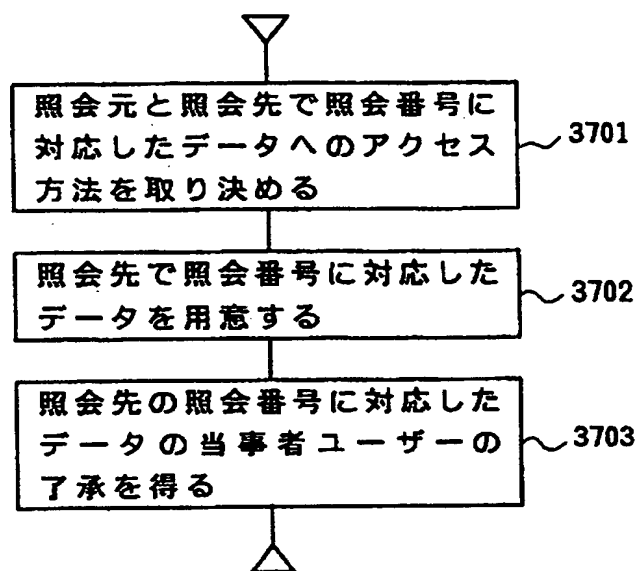 照会元と照会先で照会番号に
対応したデータへのアクセス
方法を取り決める
3701
照会先で照会番号に対応した
データを用意する
3702
照会先の照会番号に対応した
データの当事者ユーザーの
了承を得る
3703